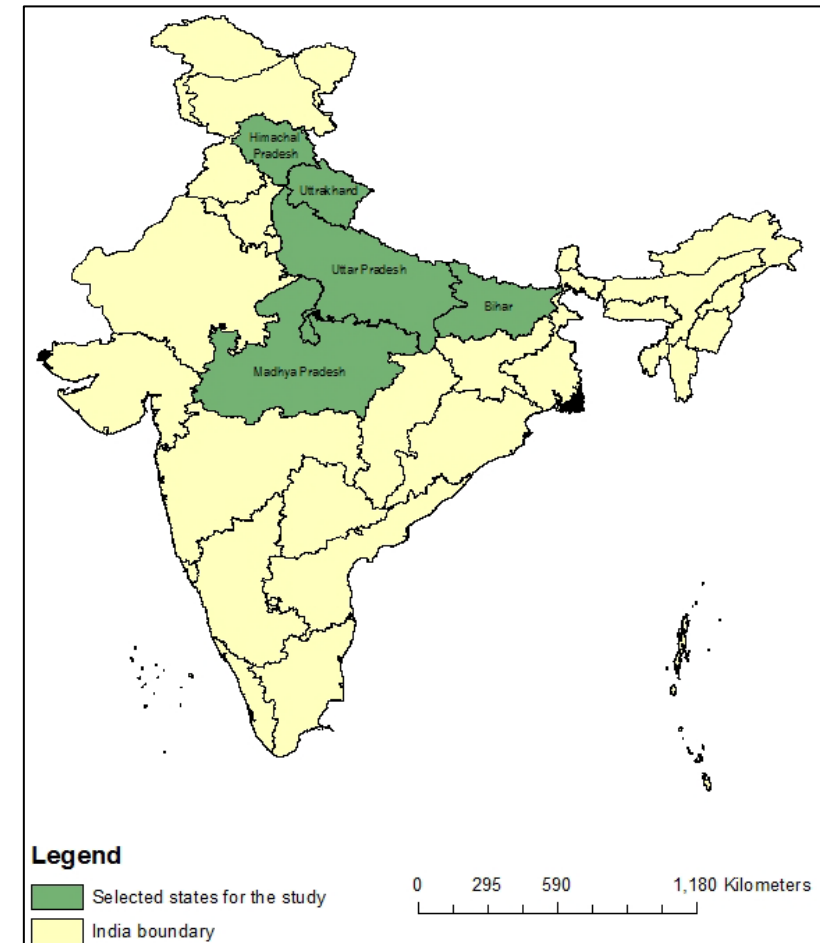 Himachal
Pradesh
Uttrakhand
Uttar Pradesh
Bihar
Madhya Pradesh
Legend
Selected states for the study
India boundary
0 295 590 1,180 Kilometers